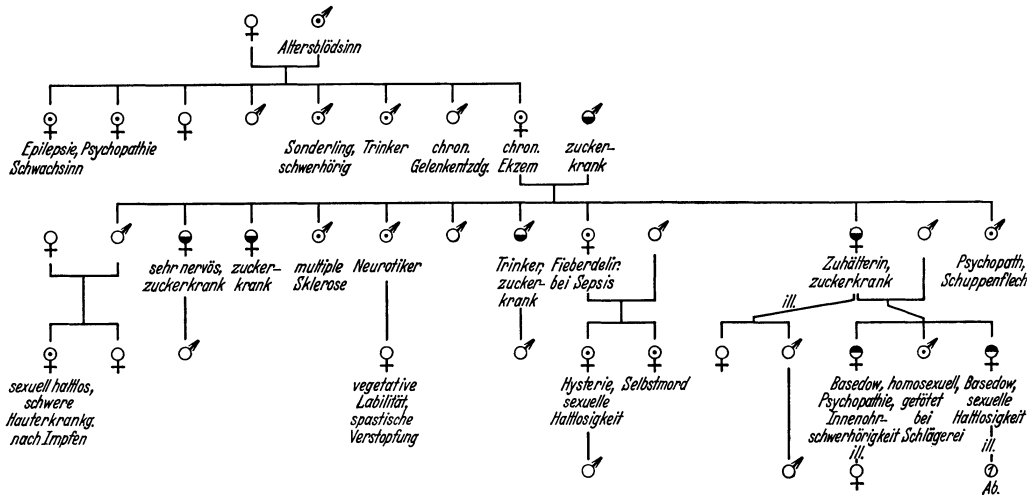 Altersblödsinn
Epilepsie,
Schwachsinn
Psychopathie
Sonderling,
schwerhörig
Trinker
chron.
Gelenkentzdg.
chron.
Ekzem
zucker-
krank
sehr nervös,
zuckerkrank
zucker-
krank
multiple
Sklerose
Neurotiker
Trinker,
zucker-
krank
Fieberdelir.
bei Sepsis
Zuhälterin,
zuckerkrank
Psychopath,
Schuppenflech
ill.
sexuell haltlos,
schwere
Hauterkrankg.
nach Impfen
vegetative
Labilität,
spastische
Verstopfung
Hysterie,
sexuelle
Haltlosigkeit
Selbstmord
Basedow,
Psychopathie,
Innenohr-
schwerhörigkeit
ill.
homosexuell,
getötet
bei
Schlägerei
Basedow,
sexuelle
Haltlosigkeit
ill.
Ab.